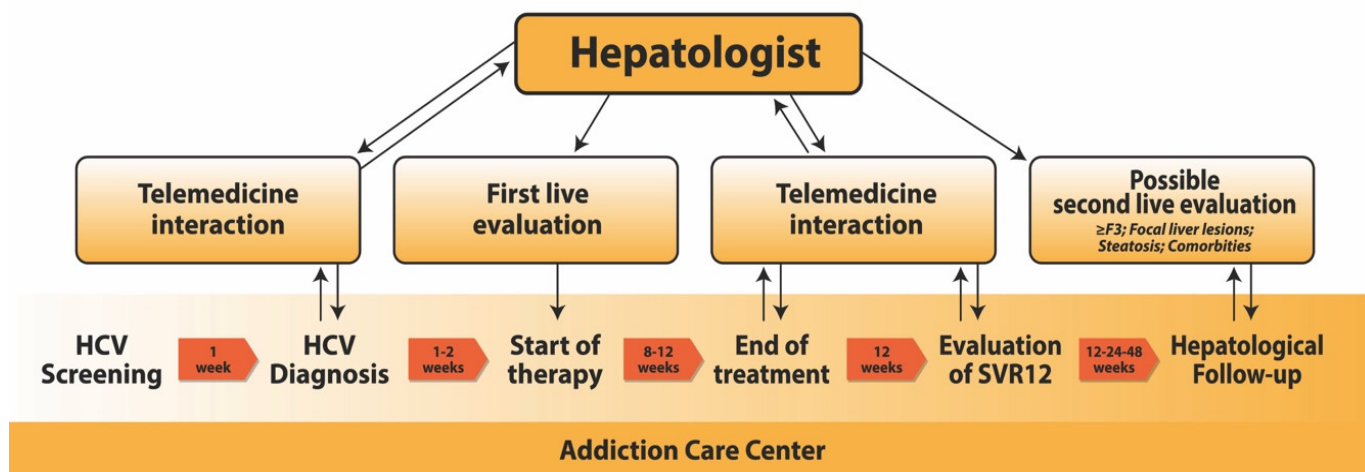 Hepatologist
Telemedicine
interaction
First live
evaluation
Telemedicine
interaction
Possible
second live evaluation
≥F3; Focal liver lesions;
Steatosis; Comorbities
HCV
Screening
1
week
HCV
Diagnosis
1-2
weeks
Start of
therapy
8-12
weeks
End of
treatment
12
weeks
Evaluation
of SVR12
12-24-48
weeks
Hepatological
Follow-up
Addiction Care Center